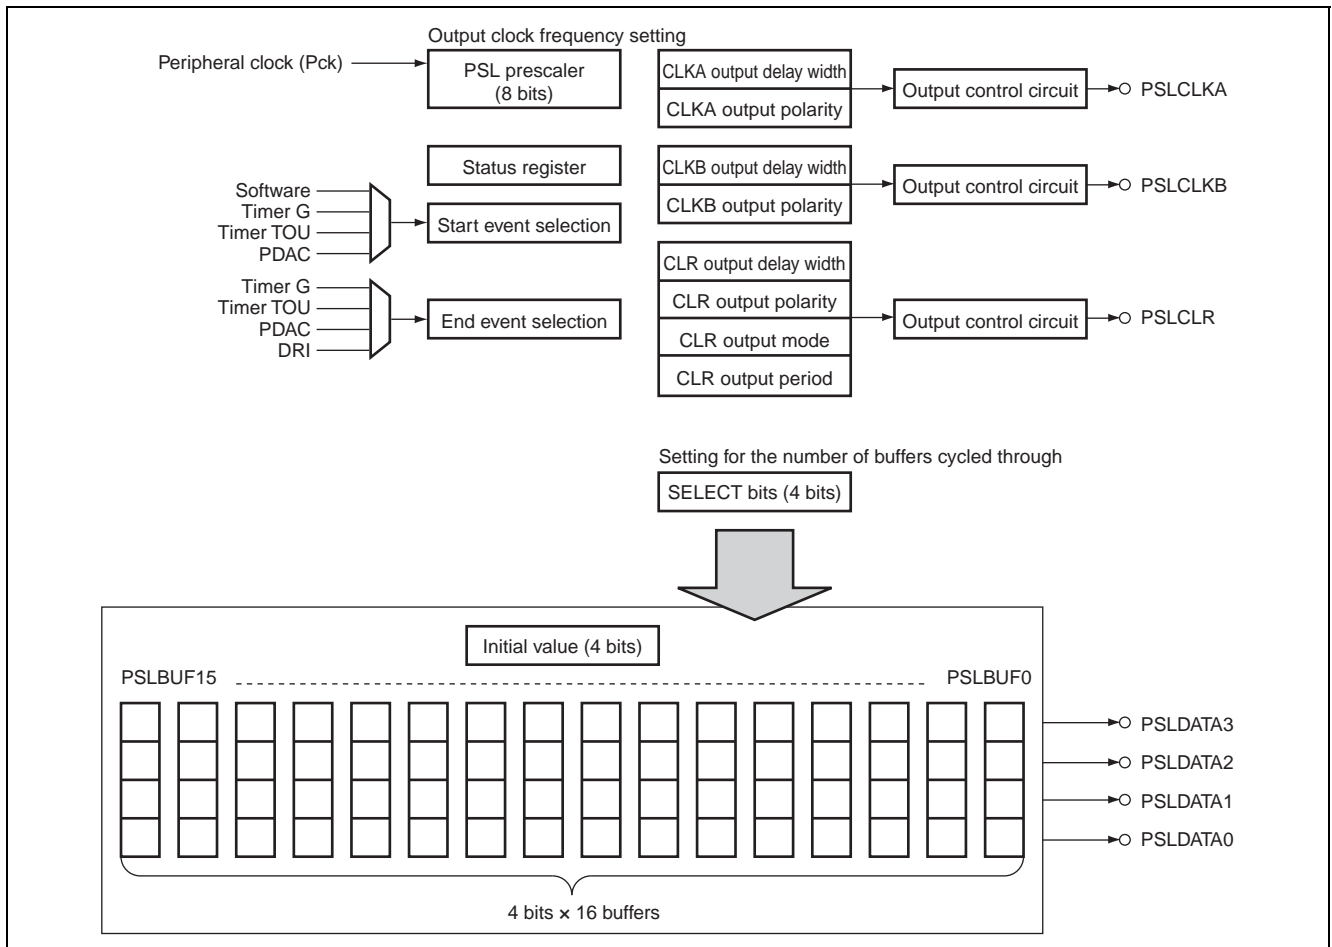 Output clock frequency setting
Peripheral clock (Pck)
PSL prescaler
(8 bits)
CLKA output delay width
CLKA output polarity
Output control circuit
PSLCLKA
Status register
CLKB output delay width
CLKB output polarity
Output control circuit
PSLCLKB
Software
Timer G
Timer TOU
PDAC
Start event selection
Timer G
Timer TOU
PDAC
DRI
End event selection
CLR output delay width
CLR output polarity
CLR output mode
CLR output period
Output control circuit
PSLCLR
Setting for the number of buffers cycled through
SELECT bits (4 bits)
Initial value (4 bits)
PSLBUF15
PSLBUF0
PSLDATA3
PSLDATA2
PSLDATA1
PSLDATA0
4 bits × 16 buffers